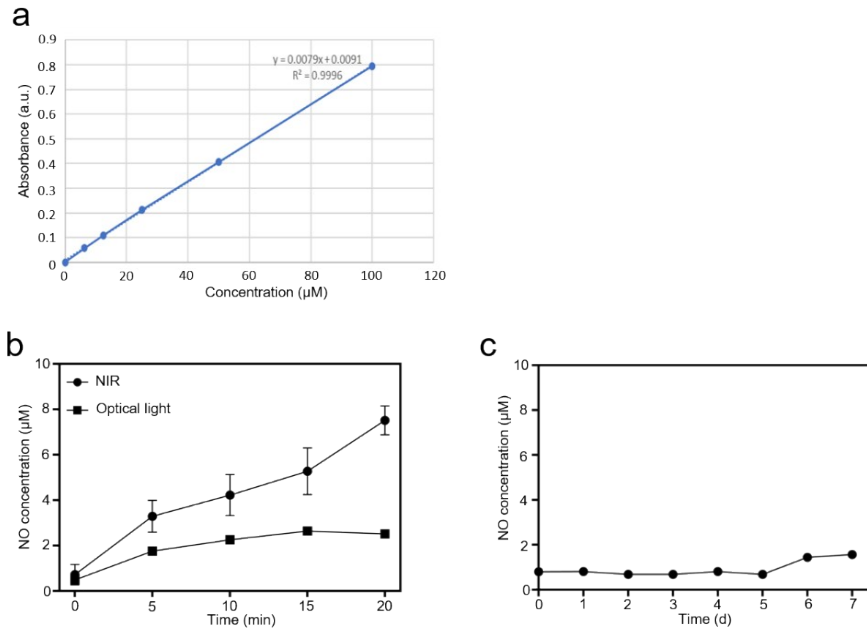 a
0.9
0.8
0.7
0.6
0.5
0.4
0.3
0.2
0.1
0
y = 0.0079x + 0.0091
R² = 0.9996
Absorbance (a.u.)
0 20 40 60 80 100 120
Concentration (µM)
b
10
8
6
4
2
0
NIR
Optical light
NO concentration (µM)
0 5 10 15 20
Time (min)
c
10
8
6
4
2
0
NO concentration (µM)
0 1 2 3 4 5 6 7
Time (d)